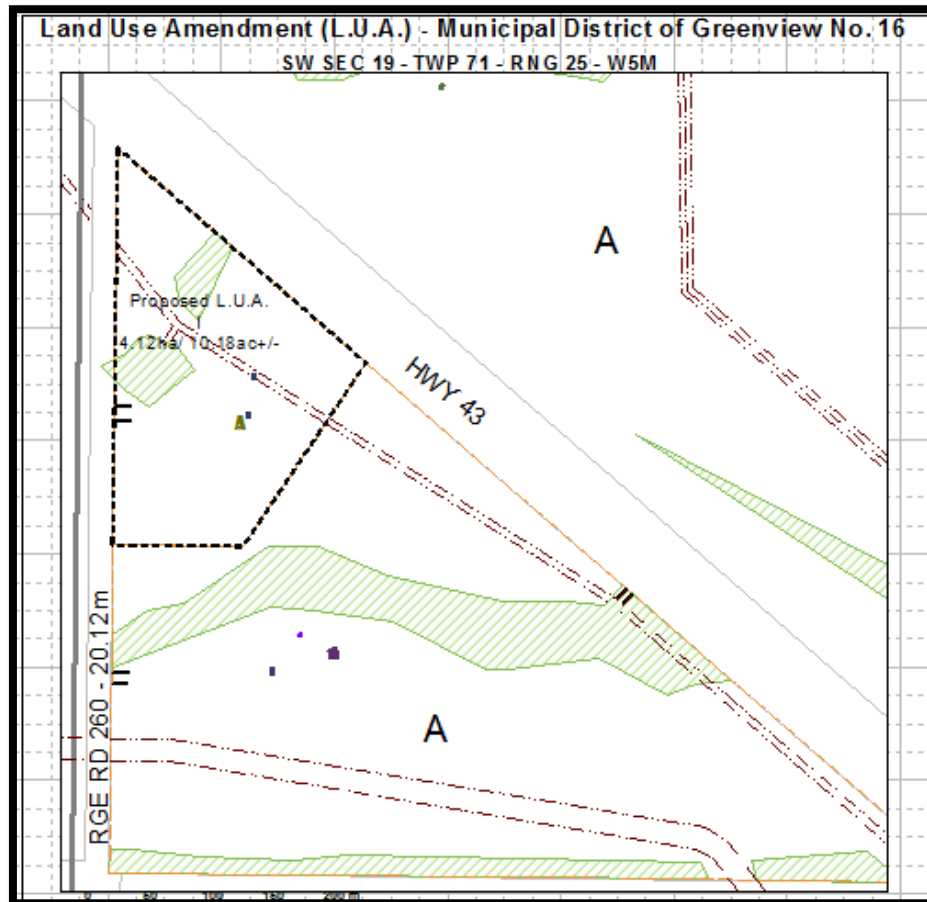 Land Use Amendment (L.U.A.) - Municipal District of Greenview No. 16
SW SEC 19 - TWP 71 - RNG 25 - W5M
A
Proposed L.U.A.
4.12ha/ 10.18ac+/-
HWY 43
A
RGE RD 260 - 20.12m
A
0 50 100 150 200 m